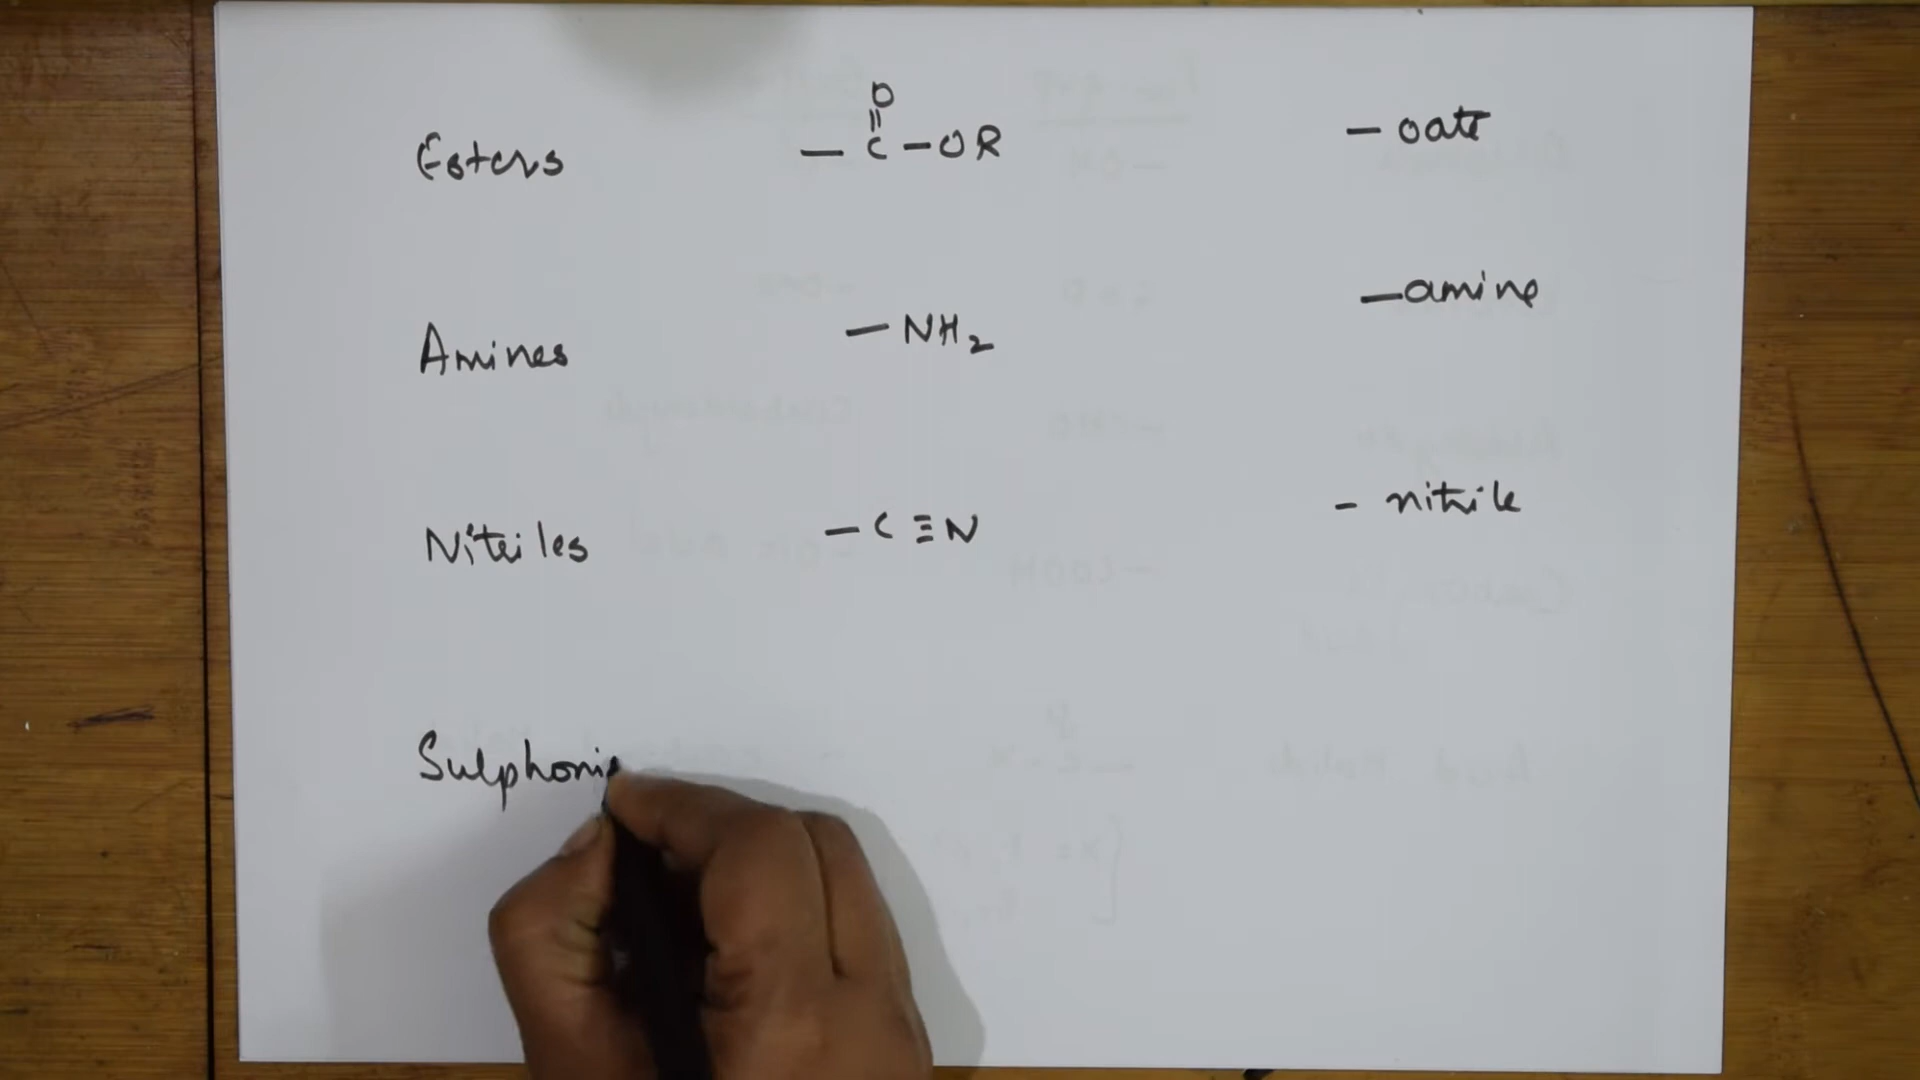 Esters — C(=O) — OR — oate
Amines — NH₂ — amine
Nitriles — C ≡ N - nitrile
Sulphoni